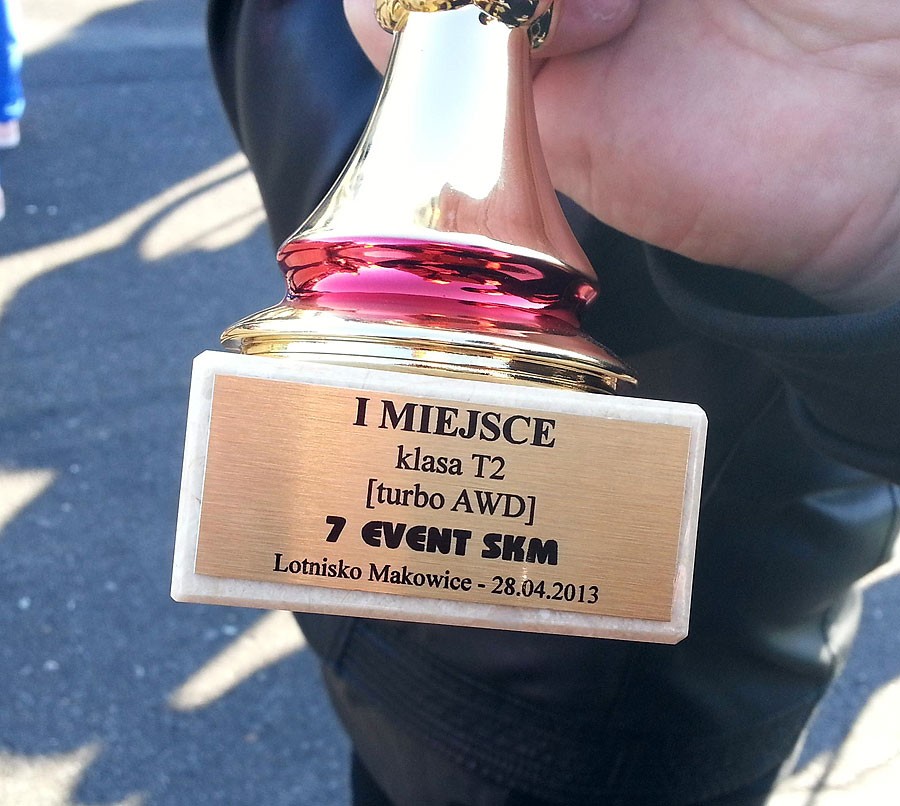 I MIEJSCE
klasa T2
[turbo AWD]
7 EVENT SKM
Lotnisko Makowice - 28.04.2013